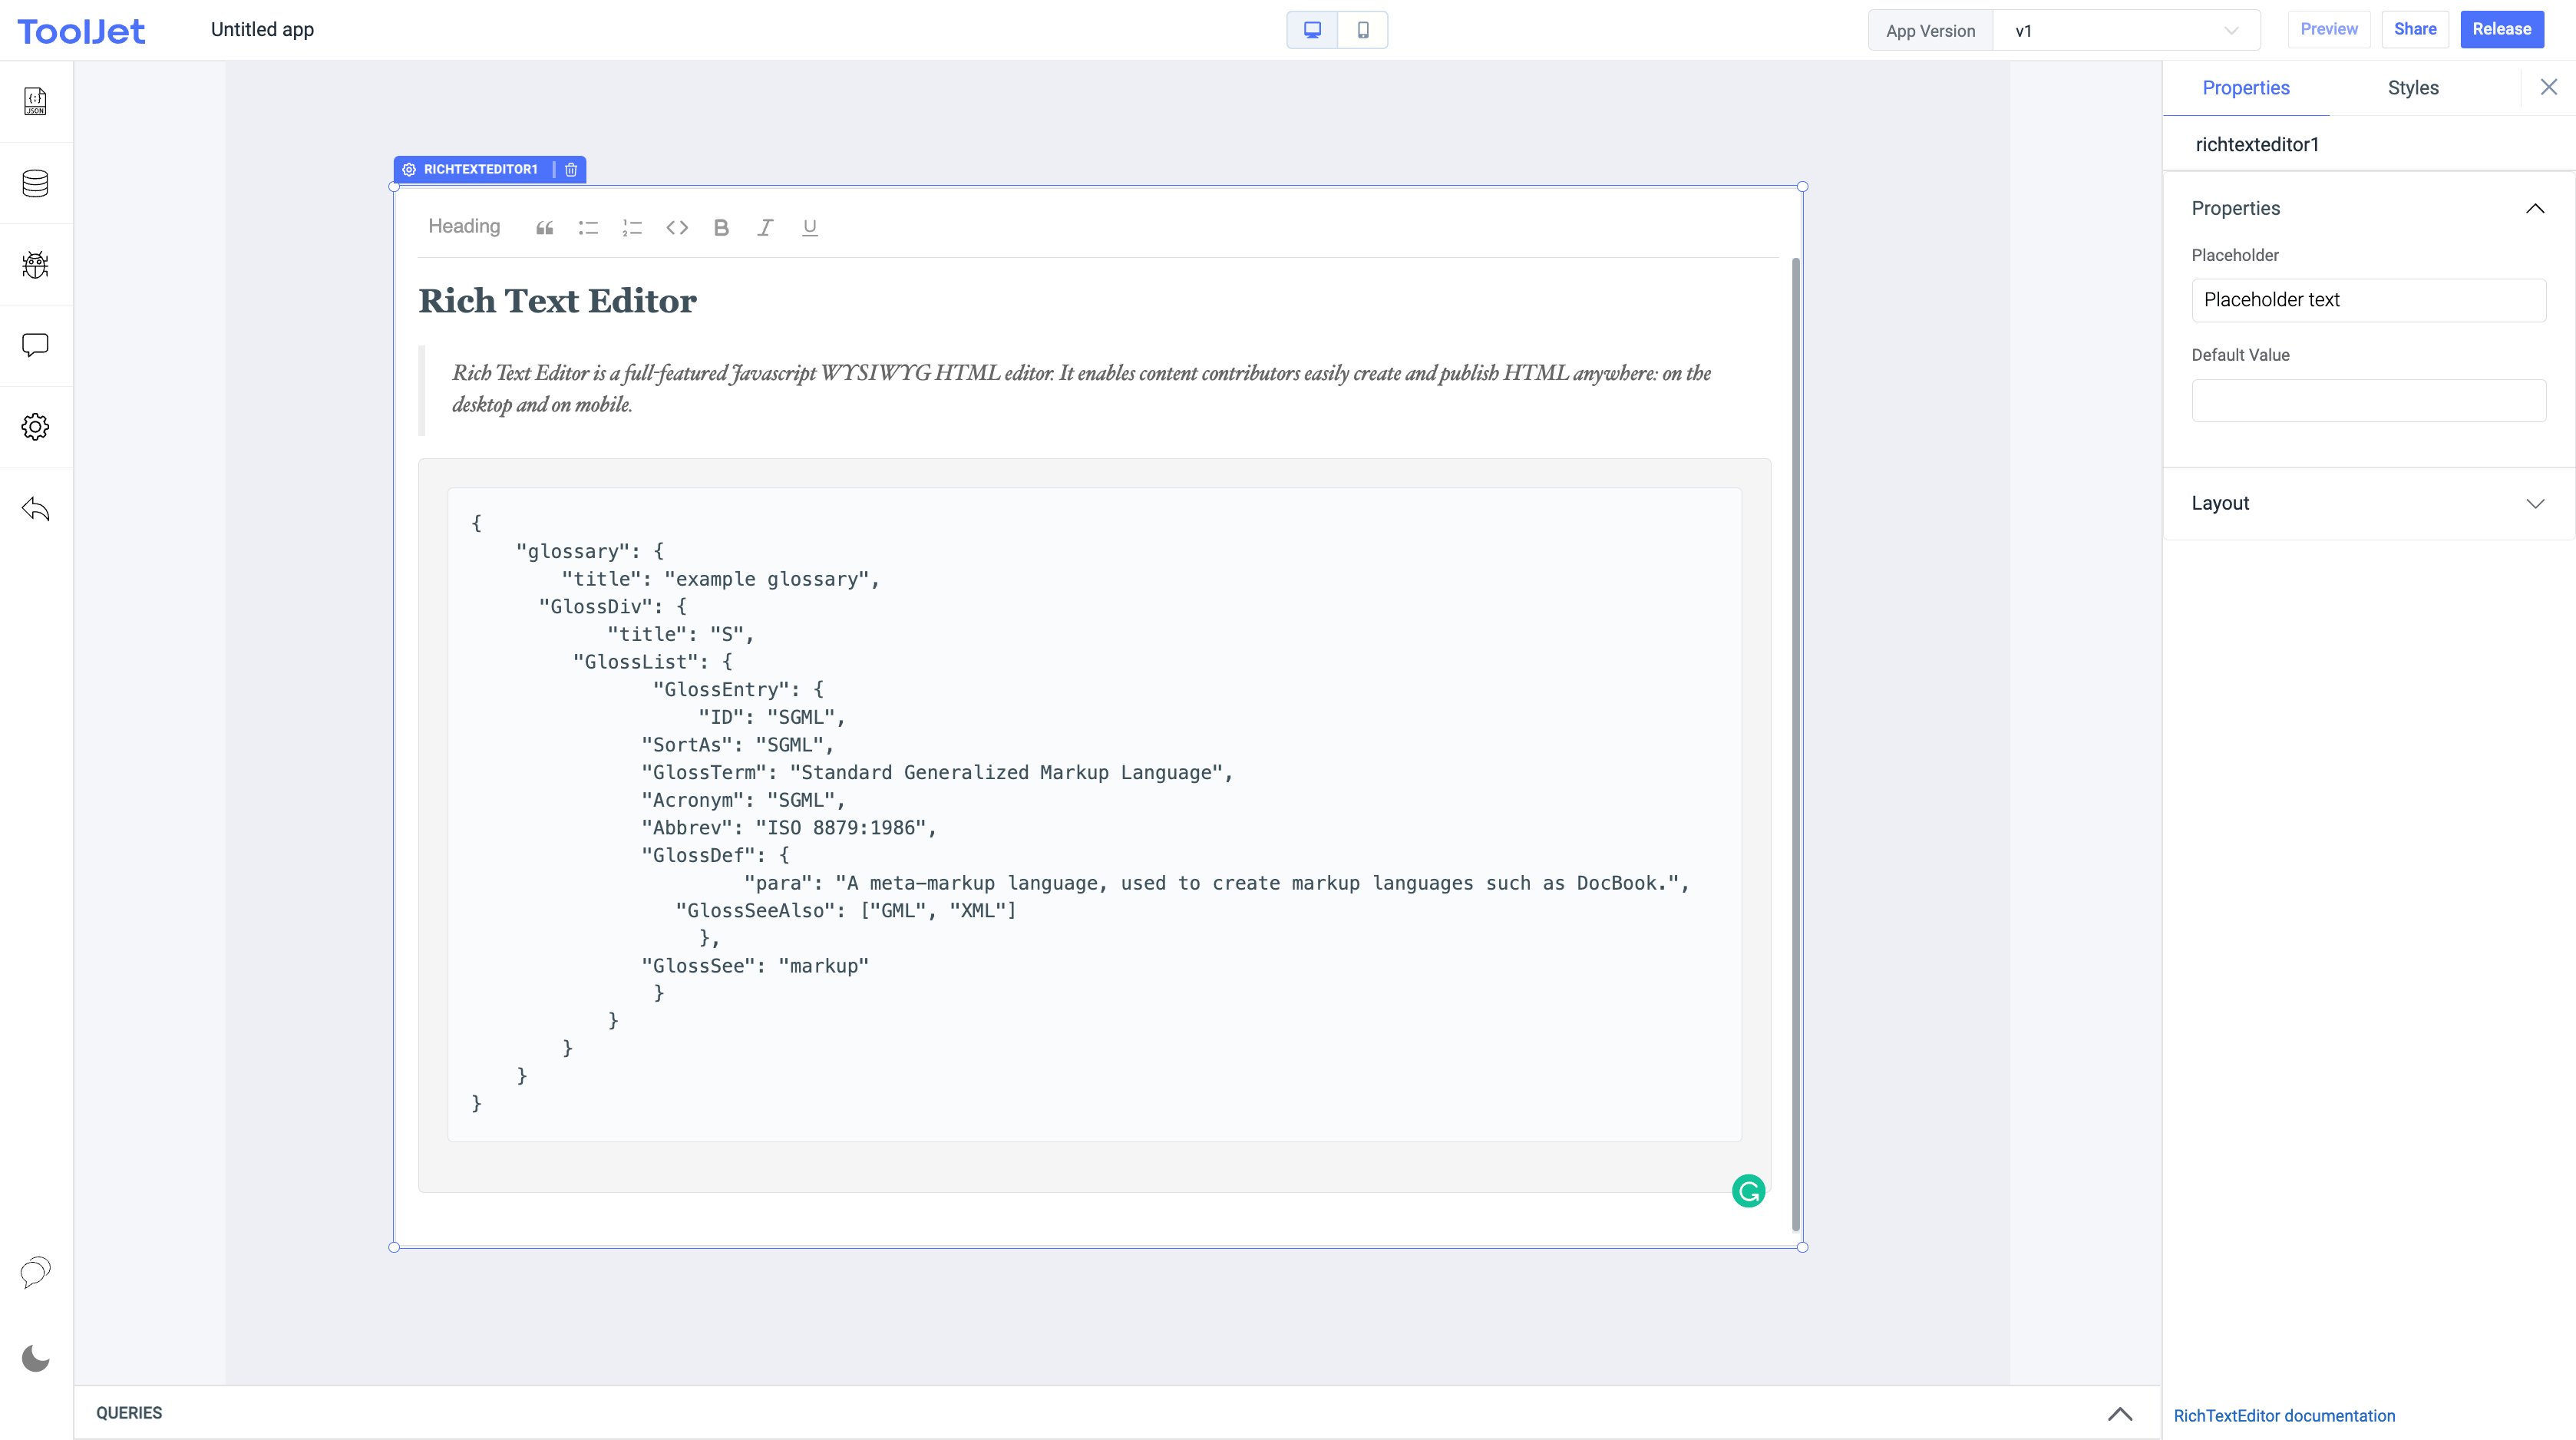 ToolJet
Untitled app
App Version
v1
Preview
Share
Release
JSON
RICHTEXTEDITOR1
Heading
Rich Text Editor
Rich Text Editor is a full-featured Javascript WYSIWYG HTML editor. It enables content contributors easily create and publish HTML anywhere: on the
desktop and on mobile.
{
    "glossary": {
        "title": "example glossary",
      "GlossDiv": {
            "title": "S",
         "GlossList": {
                "GlossEntry": {
                    "ID": "SGML",
               "SortAs": "SGML",
               "GlossTerm": "Standard Generalized Markup Language",
               "Acronym": "SGML",
               "Abbrev": "ISO 8879:1986",
               "GlossDef": {
                        "para": "A meta-markup language, used to create markup languages such as DocBook.",
                  "GlossSeeAlso": ["GML", "XML"]
                    },
               "GlossSee": "markup"
                }
            }
        }
    }
}
QUERIES
Properties
Styles
richtexteditor1
Properties
Placeholder
Placeholder text
Default Value
Layout
RichTextEditor documentation